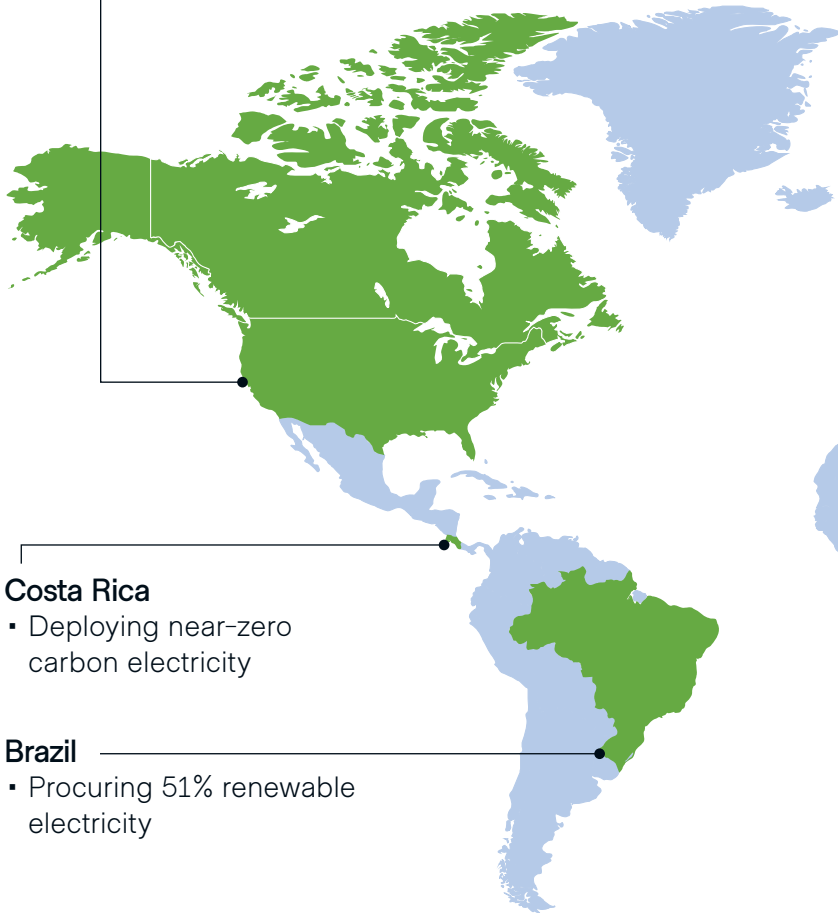 Costa Rica
▪ Deploying near-zero
carbon electricity
Brazil
▪ Procuring 51% renewable
electricity